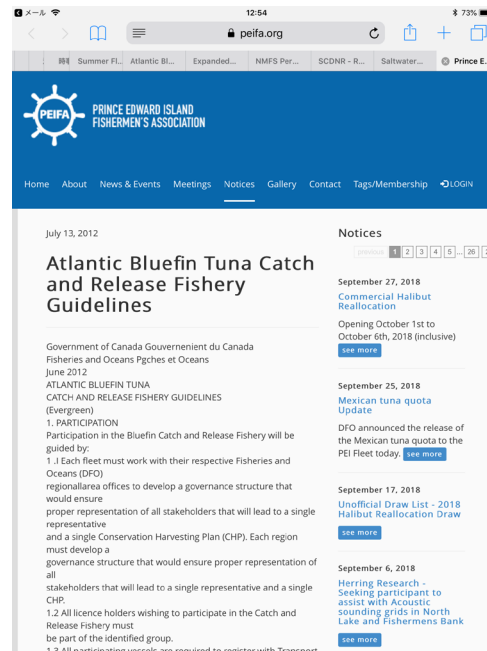 メール 12:54 73%
peifa.org
Summer Fl.. Atlantic Bl... Expanded... NMFS Per... SCDNR - R... Saltwater... Prince E.
PEIFA
PRINCE EDWARD ISLAND
FISHERMEN'S ASSOCIATION
Home About News & Events Meetings Notices Gallery Contact Tags/Membership LOGIN
July 13, 2012
Atlantic Bluefin Tuna Catch
and Release Fishery
Guidelines
Government of Canada Gouvernenient du Canada
Fisheries and Oceans Pgches et Oceans
June 2012
ATLANTIC BLUEFIN TUNA
CATCH AND RELEASE FISHERY GUIDELINES
(Evergreen)
1. PARTICIPATION
Participation in the Bluefin Catch and Release Fishery will be
guided by:
1 .I Each fleet must work with their respective Fisheries and
Oceans (DFO)
regionallarea offices to develop a governance structure that
would ensure
proper representation of all stakeholders that will lead to a single
representative
and a single Conservation Harvesting Plan (CHP). Each region
must develop a
governance structure that would ensure proper representation of
all
stakeholders that will lead to a single representative and a single
CHP.
1.2 All licence holders wishing to participate in the Catch and
Release Fishery must
be part of the identified group.
1.3 All participating vessels are required to register with Transport
Notices
previous 1 2 3 4 5 ... 26
September 27, 2018
Commercial Halibut
Reallocation
Opening October 1st to
October 6th, 2018 (inclusive)
see more
September 25, 2018
Mexican tuna quota
Update
DFO announced the release of
the Mexican tuna quota to the
PEI Fleet today. see more
September 17, 2018
Unofficial Draw List - 2018
Halibut Reallocation Draw
see more
September 6, 2018
Herring Research -
Seeking participant to
assist with Acoustic
sounding grids in North
Lake and Fishermens Bank
see more